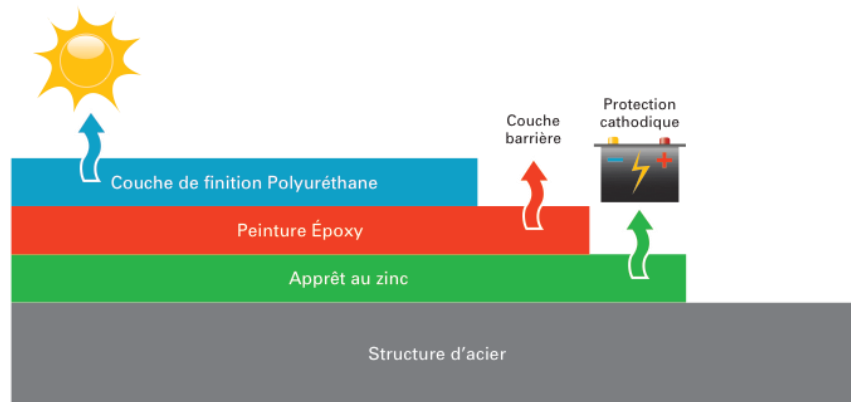 Protection
cathodique
Couche
barrière
− +
Couche de finition Polyuréthane
Peinture Époxy
Apprêt au zinc
Structure d’acier